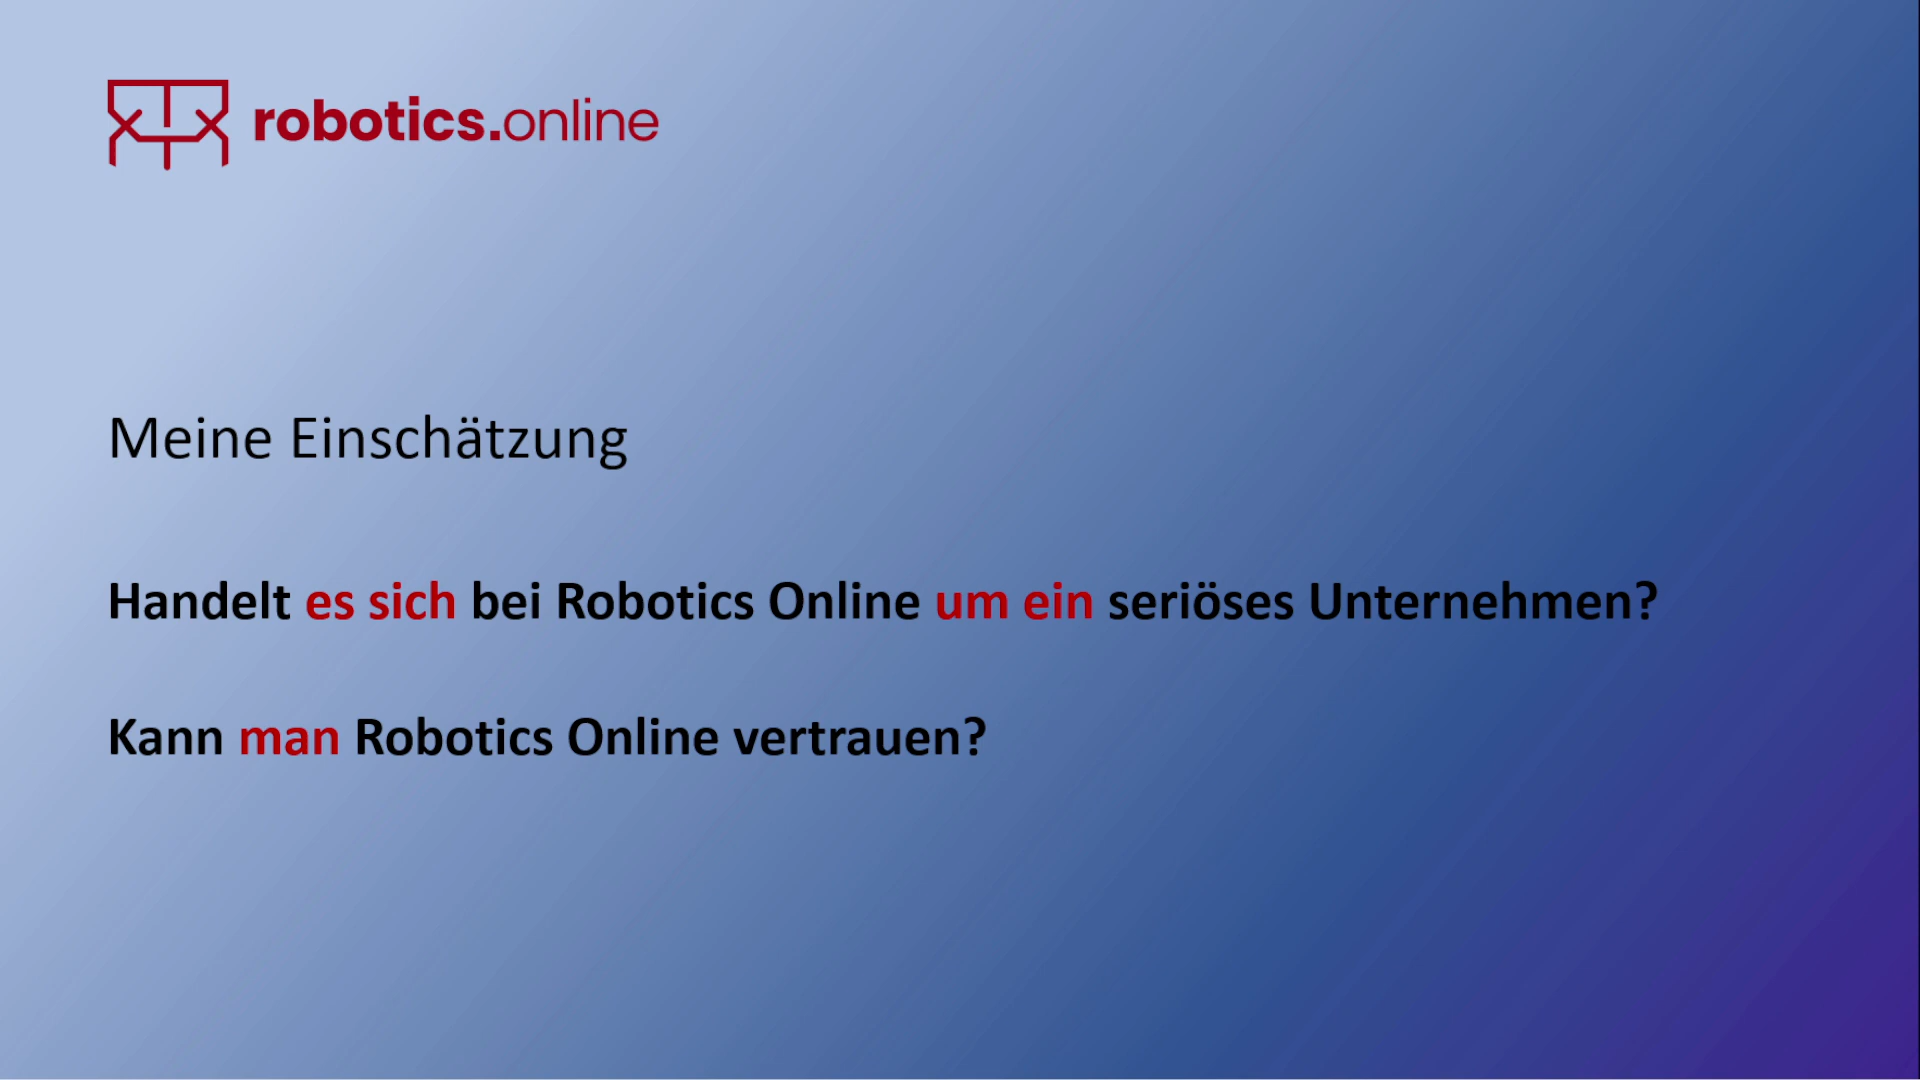 robotics.online
Meine Einschätzung
Handelt es sich bei Robotics Online um ein seriöses Unternehmen?
Kann man Robotics Online vertrauen?